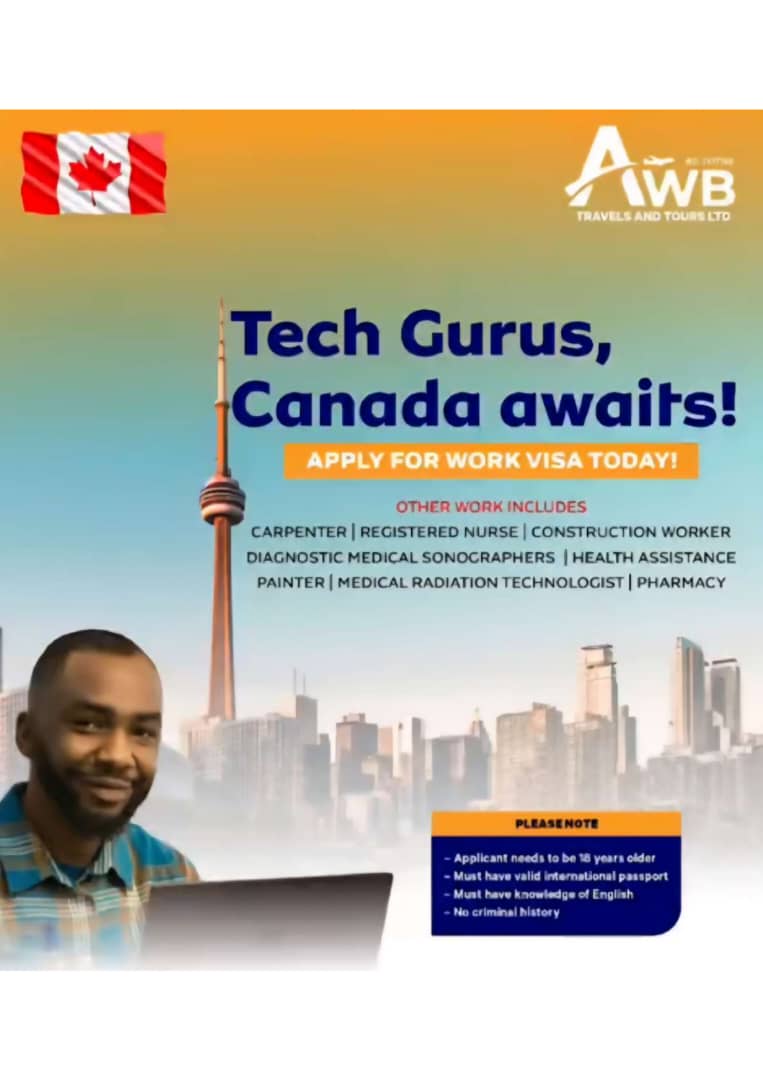 AWB
TRAVELS AND TOURS LTD
Tech Gurus,
Canada awaits!
APPLY FOR WORK VISA TODAY!
OTHER WORK INCLUDES
CARPENTER | REGISTERED NURSE | CONSTRUCTION WORKER
DIAGNOSTIC MEDICAL SONOGRAPHERS | HEALTH ASSISTANCE
PAINTER | MEDICAL RADIATION TECHNOLOGIST | PHARMACY
PLEASE NOTE
- Applicant needs to be 18 years older
- Must have valid international passport
- Must have knowledge of English
- No criminal history